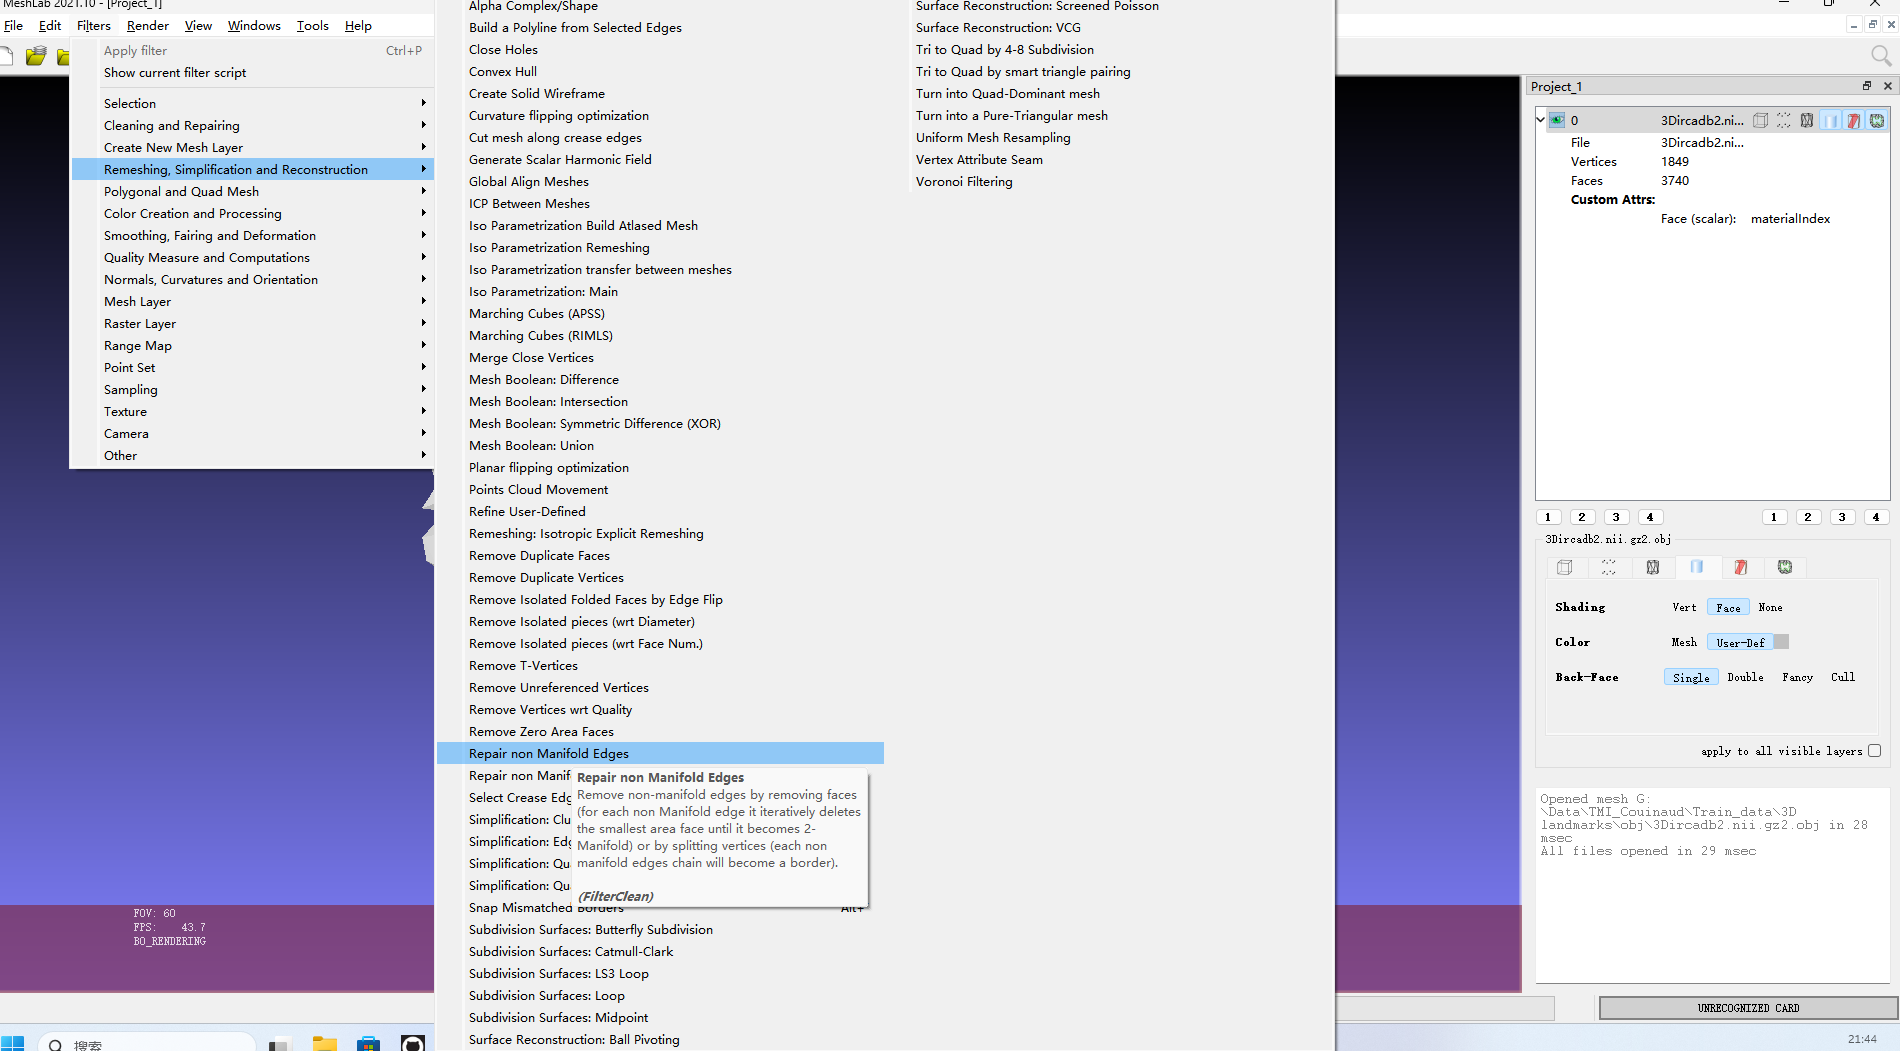 MeshLab 2021.10 - [Project_1]
File Edit Filters Render View Windows Tools Help
Apply filter Ctrl+P
Show current filter script
Selection
Cleaning and Repairing
Create New Mesh Layer
Remeshing, Simplification and Reconstruction
Polygonal and Quad Mesh
Color Creation and Processing
Smoothing, Fairing and Deformation
Quality Measure and Computations
Normals, Curvatures and Orientation
Mesh Layer
Raster Layer
Range Map
Point Set
Sampling
Texture
Camera
Other
Alpha Complex/Shape
Build a Polyline from Selected Edges
Close Holes
Convex Hull
Create Solid Wireframe
Curvature flipping optimization
Cut mesh along crease edges
Generate Scalar Harmonic Field
Global Align Meshes
ICP Between Meshes
Iso Parametrization Build Atlased Mesh
Iso Parametrization Remeshing
Iso Parametrization transfer between meshes
Iso Parametrization: Main
Marching Cubes (APSS)
Marching Cubes (RIMLS)
Merge Close Vertices
Mesh Boolean: Difference
Mesh Boolean: Intersection
Mesh Boolean: Symmetric Difference (XOR)
Mesh Boolean: Union
Planar flipping optimization
Points Cloud Movement
Refine User-Defined
Remeshing: Isotropic Explicit Remeshing
Remove Duplicate Faces
Remove Duplicate Vertices
Remove Isolated Folded Faces by Edge Flip
Remove Isolated pieces (wrt Diameter)
Remove Isolated pieces (wrt Face Num.)
Remove T-Vertices
Remove Unreferenced Vertices
Remove Vertices wrt Quality
Remove Zero Area Faces
Repair non Manifold Edges
Repair non Manif
Select Crease Edg
Simplification: Clu
Simplification: Edg
Simplification: Qua
Simplification: Qua
Snap Mismatched Borders Alt+
Subdivision Surfaces: Butterfly Subdivision
Subdivision Surfaces: Catmull-Clark
Subdivision Surfaces: LS3 Loop
Subdivision Surfaces: Loop
Subdivision Surfaces: Midpoint
Surface Reconstruction: Ball Pivoting
Repair non Manifold Edges
Remove non-manifold edges by removing faces
(for each non Manifold edge it iteratively deletes
the smallest area face until it becomes 2-
Manifold) or by splitting vertices (each non
manifold edges chain will become a border).
(FilterClean)
Surface Reconstruction: Screened Poisson
Surface Reconstruction: VCG
Tri to Quad by 4-8 Subdivision
Tri to Quad by smart triangle pairing
Turn into Quad-Dominant mesh
Turn into a Pure-Triangular mesh
Uniform Mesh Resampling
Vertex Attribute Seam
Voronoi Filtering
Project_1
0 3Dircadb2.ni...
File 3Dircadb2.ni...
Vertices 1849
Faces 3740
Custom Attrs:
Face (scalar): materialIndex
1 2 3 4 1 2 3 4
3Dircadb2.nii.gz2.obj
Shading Vert Face None
Color Mesh User-Def
Back-Face Single Double Fancy Cull
apply to all visible layers
Opened mesh G:
\Data\TMI_Couinaud\Train_data\3D
landmarks\obj\3Dircadb2.nii.gz2.obj in 28
msec
All files opened in 29 msec
FOV: 60
FPS: 43.7
BO_RENDERING
UNRECOGNIZED CARD
搜索
21:44